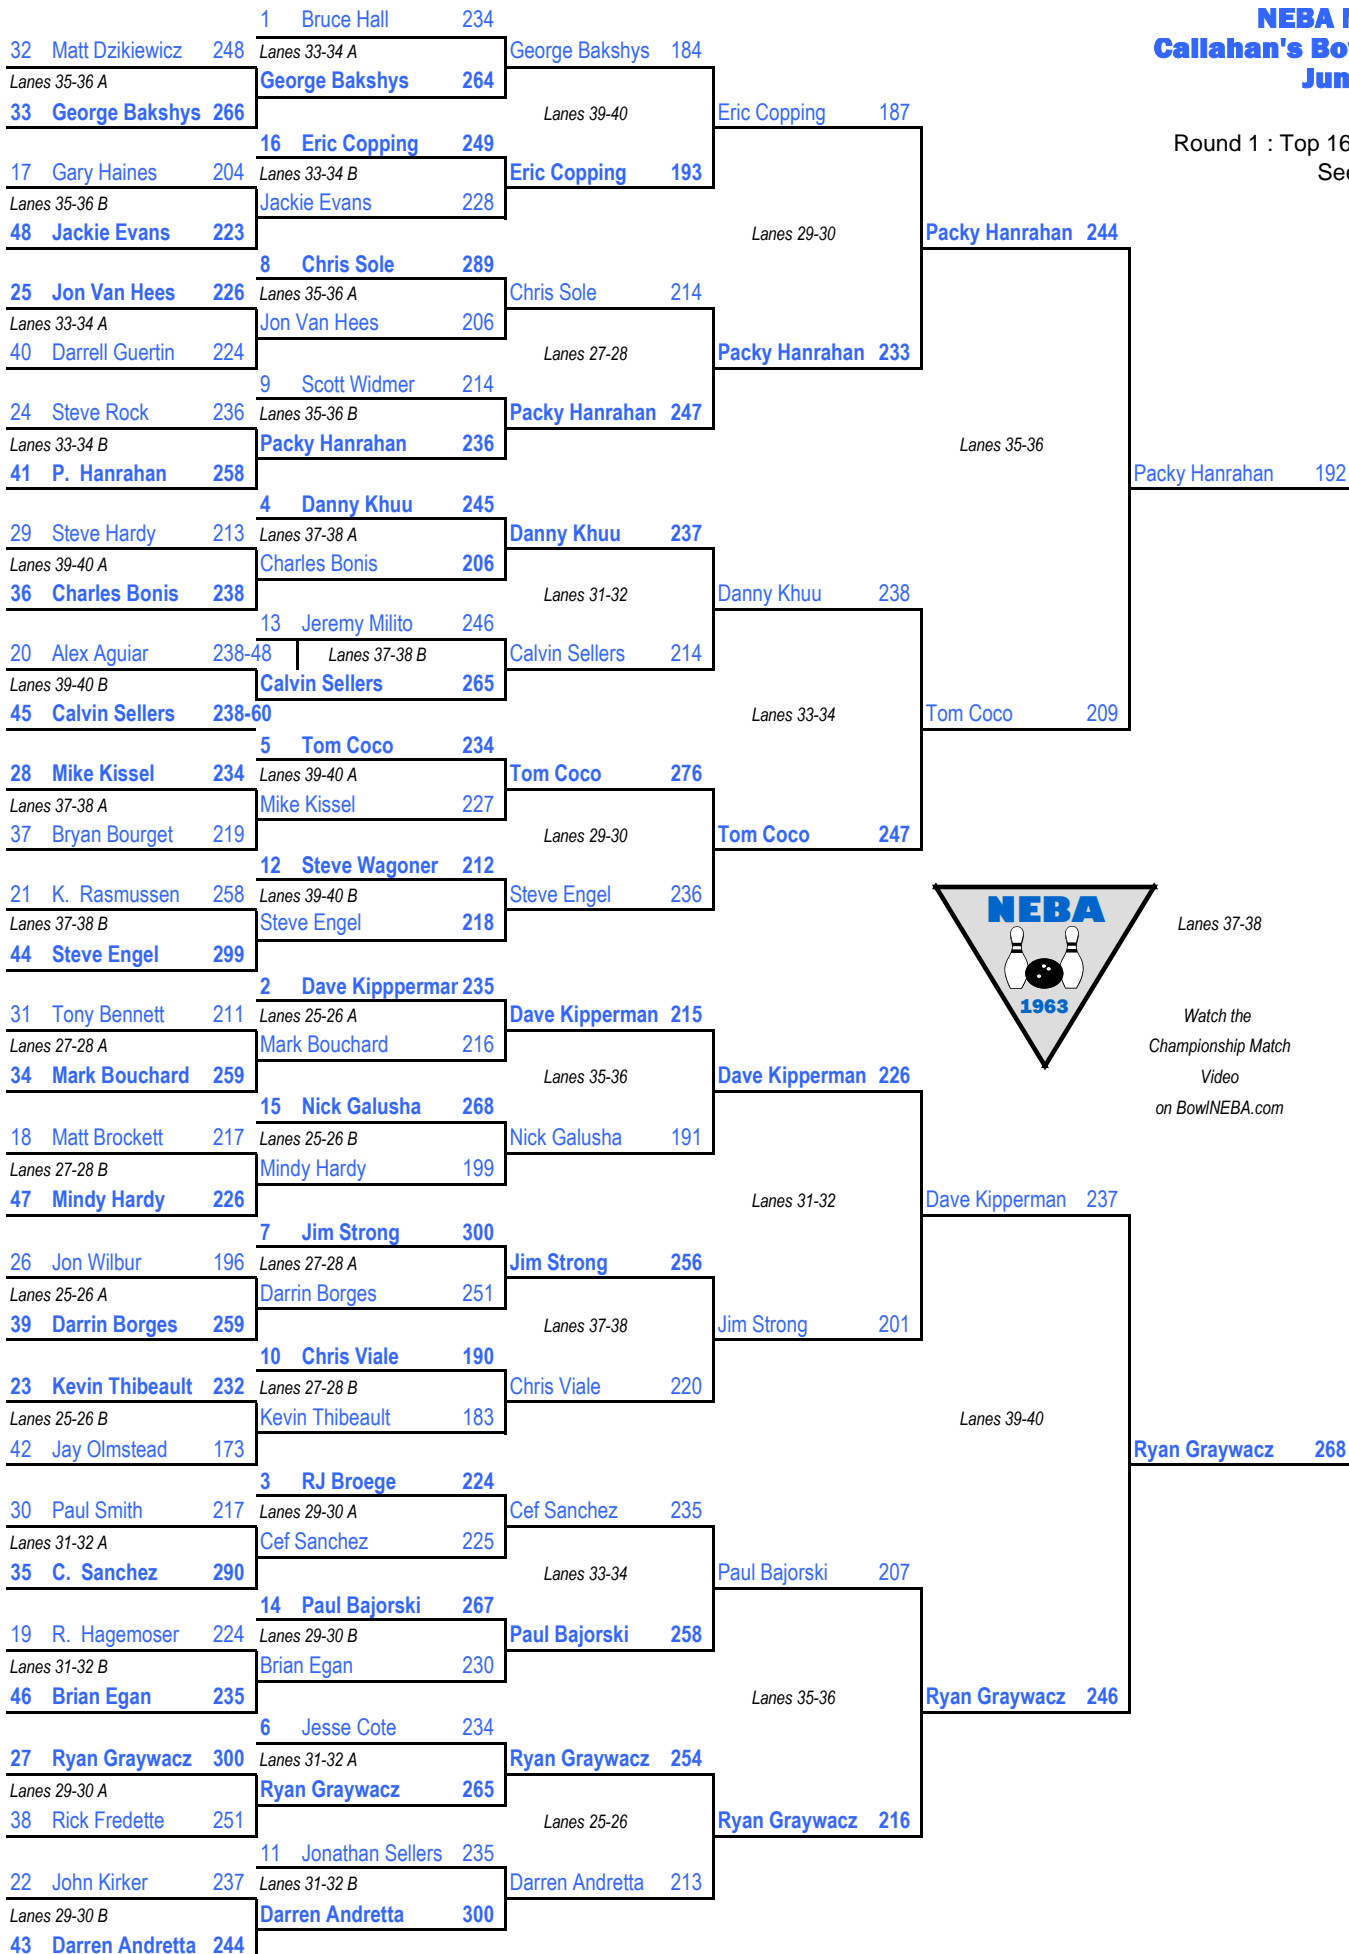 1 Bruce Hall 234
NEBA
32 Matt Dzikiewicz 248 Lanes 33-34 A George Bakshys 184 Callahan's
Lanes 35-36 A George Bakshys 264
33 George Bakshys 266 Lanes 39-40 Eric Copping 187
16 Eric Copping 249 Round 1 : Top 16
17 Gary Haines 204 Lanes 33-34 B Eric Copping 193
Lanes 35-36 B Jackie Evans 228
48 Jackie Evans 223 Lanes 29-30 Packy Hanrahan 244
8 Chris Sole 289
25 Jon Van Hees 226 Lanes 35-36 A Chris Sole 214
Lanes 33-34 A Jon Van Hees 206
40 Darrell Guertin 224 Lanes 27-28 Packy Hanrahan 233
9 Scott Widmer 214
24 Steve Rock 236 Lanes 35-36 B Packy Hanrahan 247
Lanes 33-34 B Packy Hanrahan 236 Lanes 35-36
41 P. Hanrahan 258 Packy Hanrahan 192
4 Danny Khuu 245
29 Steve Hardy 213 Lanes 37-38 A Danny Khuu 237
Lanes 39-40 A Charles Bonis 206
36 Charles Bonis 238 Lanes 31-32 Danny Khuu 238
13 Jeremy Milito 246
20 Alex Aguiar 238-48 Lanes 37-38 B Calvin Sellers 214
Lanes 39-40 B Calvin Sellers 265
45 Calvin Sellers 238-60 Lanes 33-34 Tom Coco 209
5 Tom Coco 234
28 Mike Kissel 234 Lanes 39-40 A Tom Coco 276
Lanes 37-38 A Mike Kissel 227
37 Bryan Bourget 219 Lanes 29-30 Tom Coco 247
12 Steve Wagoner 212
21 K. Rasmussen 258 Lanes 39-40 B Steve Engel 236 NEBA
Lanes 37-38 B Steve Engel 218 Lanes 37-38
44 Steve Engel 299
2 Dave Kippperman 235 1963
31 Tony Bennett 211 Lanes 25-26 A Dave Kipperman 215 Watch the
Lanes 27-28 A Mark Bouchard 216 Championship Match
34 Mark Bouchard 259 Lanes 35-36 Dave Kipperman 226 Video
15 Nick Galusha 268 on BowlNEBA.com
18 Matt Brockett 217 Lanes 25-26 B Nick Galusha 191
Lanes 27-28 B Mindy Hardy 199
47 Mindy Hardy 226 Lanes 31-32 Dave Kipperman 237
7 Jim Strong 300
26 Jon Wilbur 196 Lanes 27-28 A Jim Strong 256
Lanes 25-26 A Darrin Borges 251
39 Darrin Borges 259 Lanes 37-38 Jim Strong 201
10 Chris Viale 190
23 Kevin Thibeault 232 Lanes 27-28 B Chris Viale 220
Lanes 25-26 B Kevin Thibeault 183 Lanes 39-40
42 Jay Olmstead 173 Ryan Graywacz 268
3 RJ Broege 224
30 Paul Smith 217 Lanes 29-30 A Cef Sanchez 235
Lanes 31-32 A Cef Sanchez 225
35 C. Sanchez 290 Lanes 33-34 Paul Bajorski 207
14 Paul Bajorski 267
19 R. Hagemoser 224 Lanes 29-30 B Paul Bajorski 258
Lanes 31-32 B Brian Egan 230
46 Brian Egan 235 Lanes 35-36 Ryan Graywacz 246
6 Jesse Cote 234
27 Ryan Graywacz 300 Lanes 31-32 A Ryan Graywacz 254
Lanes 29-30 A Ryan Graywacz 265
38 Rick Fredette 251 Lanes 25-26 Ryan Graywacz 216
11 Jonathan Sellers 235
22 John Kirker 237 Lanes 31-32 B Darren Andretta 213
Lanes 29-30 B Darren Andretta 300
43 Darren Andretta 244